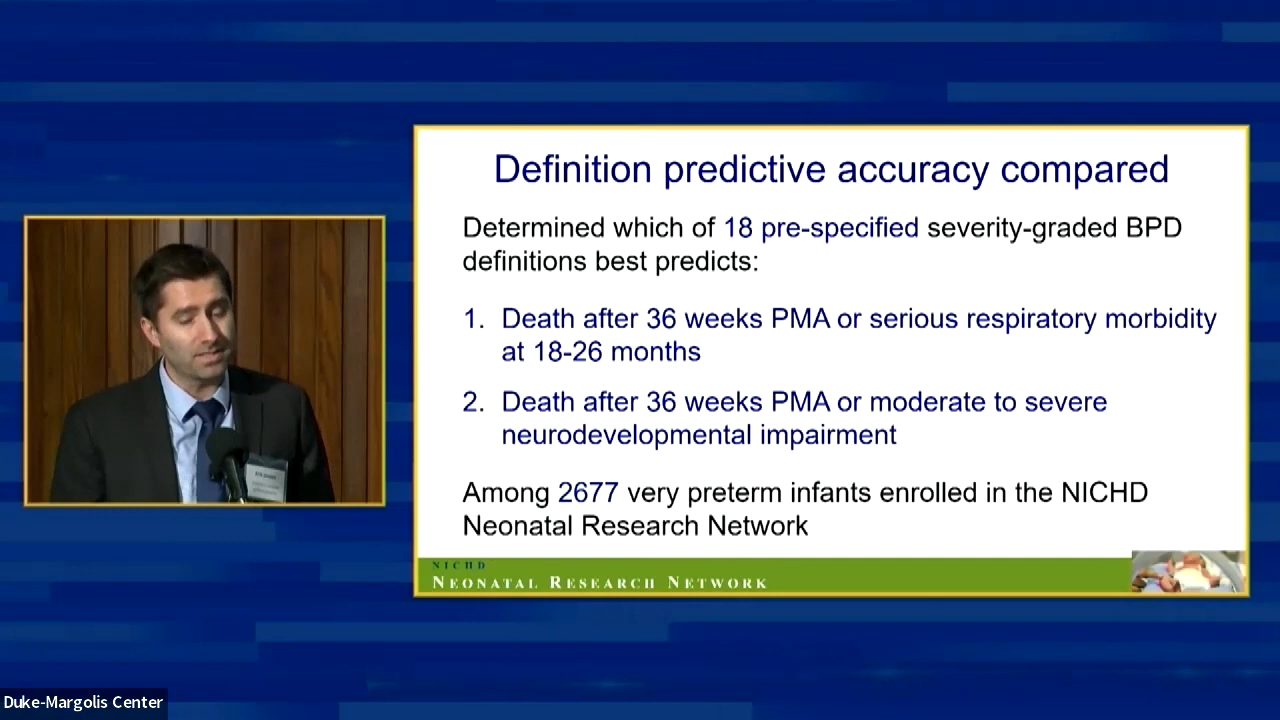 Definition predictive accuracy compared
Determined which of 18 pre-specified severity-graded BPD
definitions best predicts:
1. Death after 36 weeks PMA or serious respiratory morbidity
at 18-26 months
2. Death after 36 weeks PMA or moderate to severe
neurodevelopmental impairment
Among 2677 very preterm infants enrolled in the NICHD
Neonatal Research Network
NICHD
NEONATAL RESEARCH NETWORK
Duke-Margolis Center